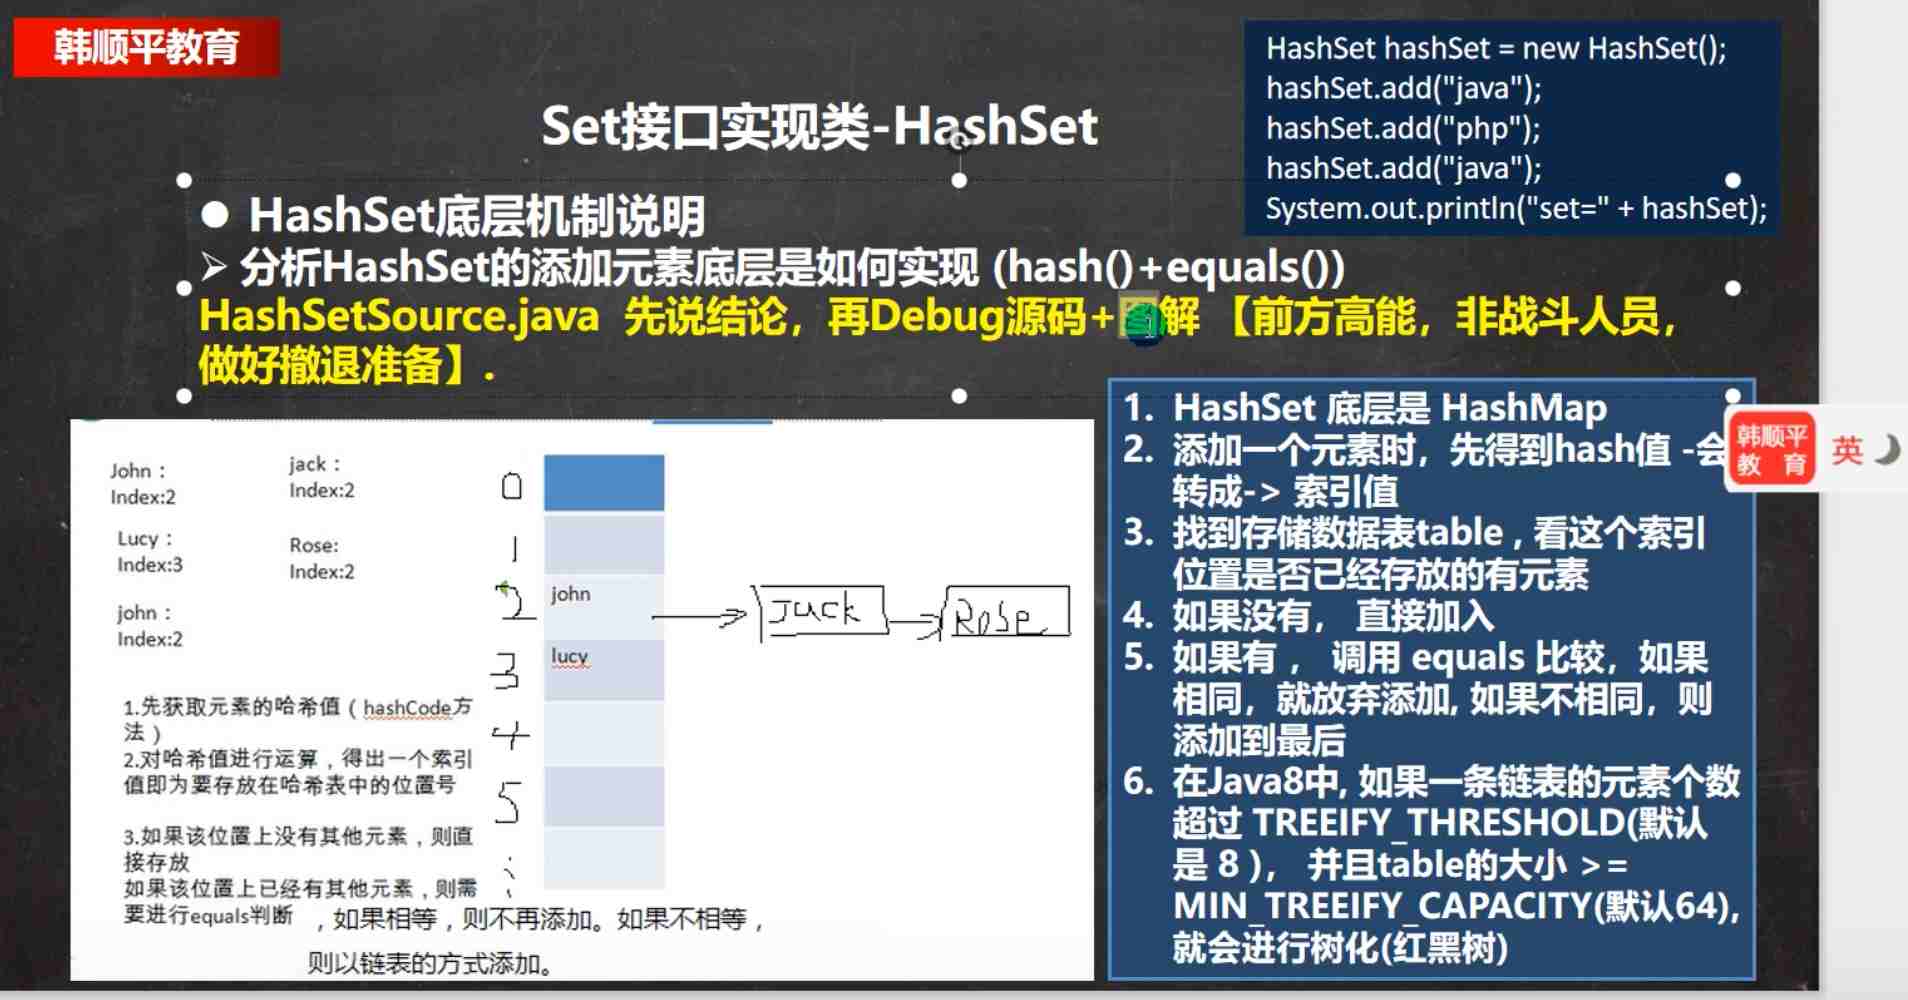 韩顺平教育
HashSet hashSet = new HashSet();
hashSet.add("java");
hashSet.add("php");
hashSet.add("java");
System.out.println("set=" + hashSet);
Set接口实现类-HashSet
● HashSet底层机制说明
➢ 分析HashSet的添加元素底层是如何实现 (hash()+equals())
HashSetSource.java 先说结论，再Debug源码+图解 【前方高能，非战斗人员，
做好撤退准备】.
John：
Index:2
jack：
Index:2
Lucy：
Index:3
Rose:
Index:2
john：
Index:2
0
1
2
3
4
5
john
lucy
Jack
Rose
1.先获取元素的哈希值（hashCode方
法）
2.对哈希值进行运算，得出一个索引
值即为要存放在哈希表中的位置号
3.如果该位置上没有其他元素，则直
接存放
如果该位置上已经有其他元素，则需
要进行equals判断 ，如果相等，则不再添加。如果不相等，
则以链表的方式添加。
1. HashSet 底层是 HashMap
2. 添加一个元素时，先得到hash值 -会
转成-> 索引值
3. 找到存储数据表table , 看这个索引
位置是否已经存放的有元素
4. 如果没有， 直接加入
5. 如果有 ， 调用 equals 比较，如果
相同，就放弃添加, 如果不相同，则
添加到最后
6. 在Java8中, 如果一条链表的元素个数
超过 TREEIFY_THRESHOLD(默认
是 8 )， 并且table的大小 >=
MIN_TREEIFY_CAPACITY(默认64),
就会进行树化(红黑树)
韩顺平
教 育
英